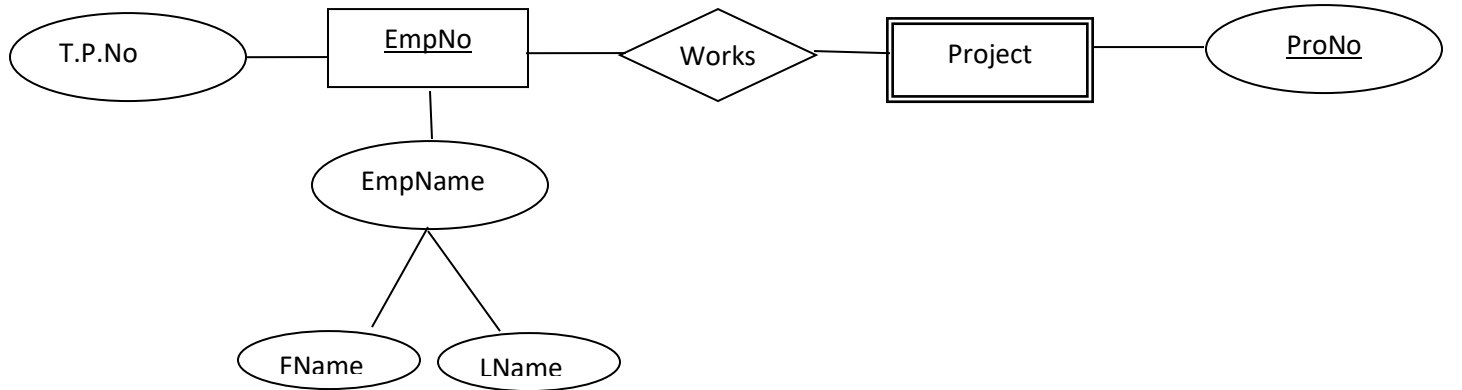 T.P.No
EmpNo
Works
Project
ProNo
EmpName
FName
LName